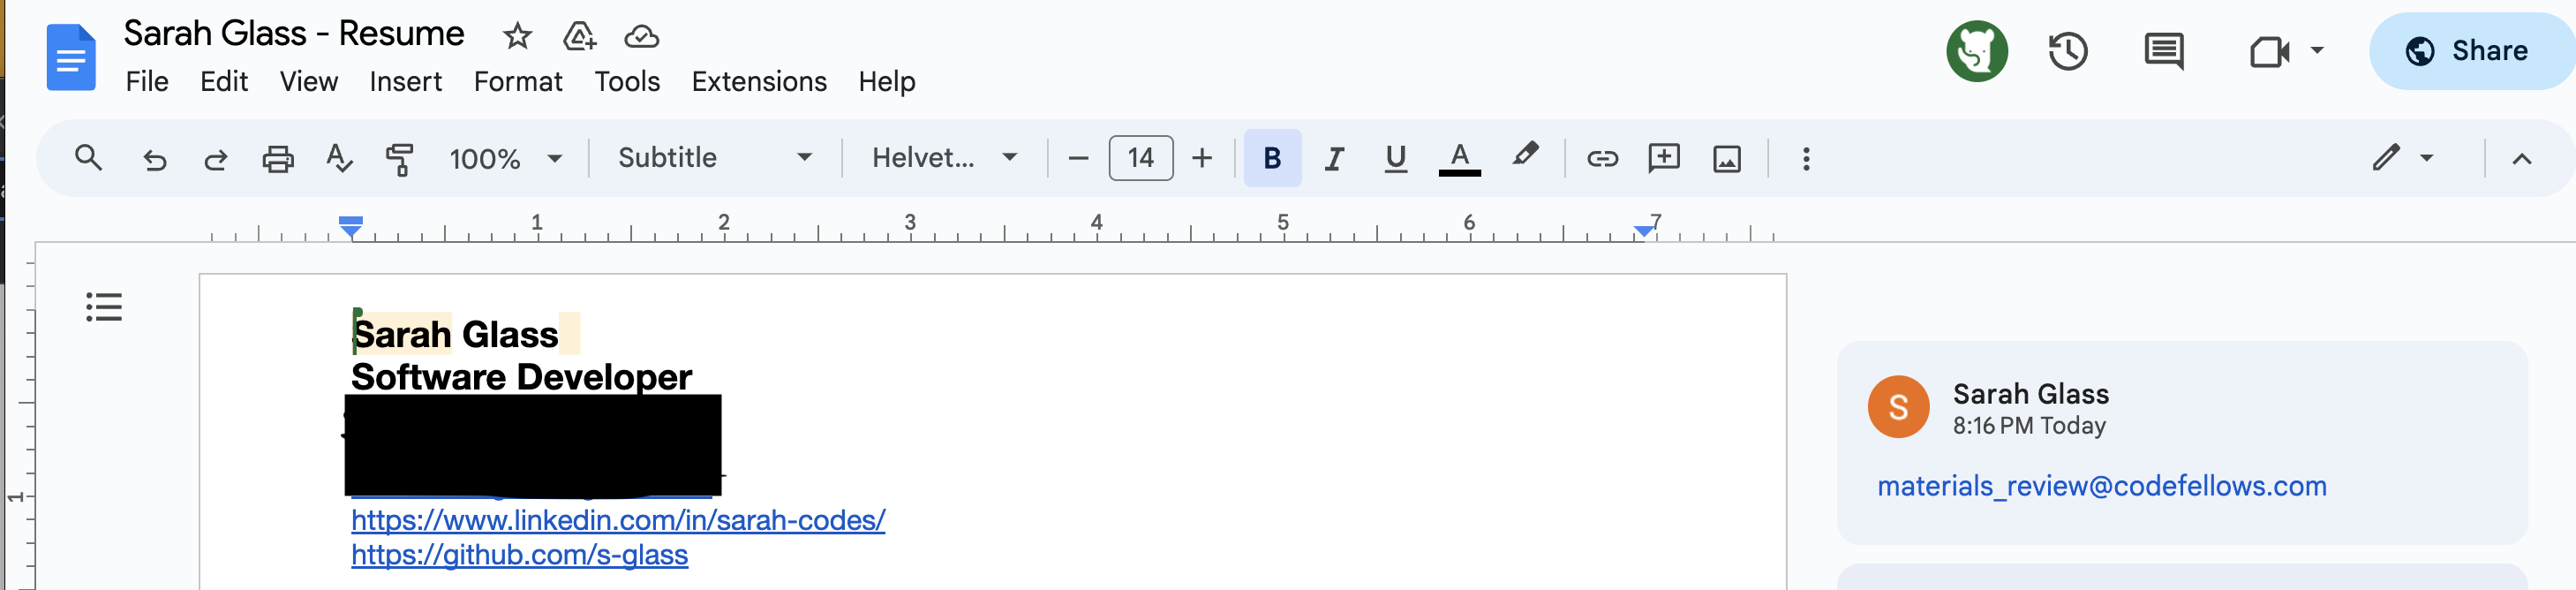 Sarah Glass - Resume
File Edit View Insert Format Tools Extensions Help
Share
100% Subtitle Helvet... 14 B I U A
1 2 3 4 5 6 7
Sarah Glass
Software Developer
https://www.linkedin.com/in/sarah-codes/
https://github.com/s-glass
1
S
Sarah Glass
8:16 PM Today
materials_review@codefellows.com